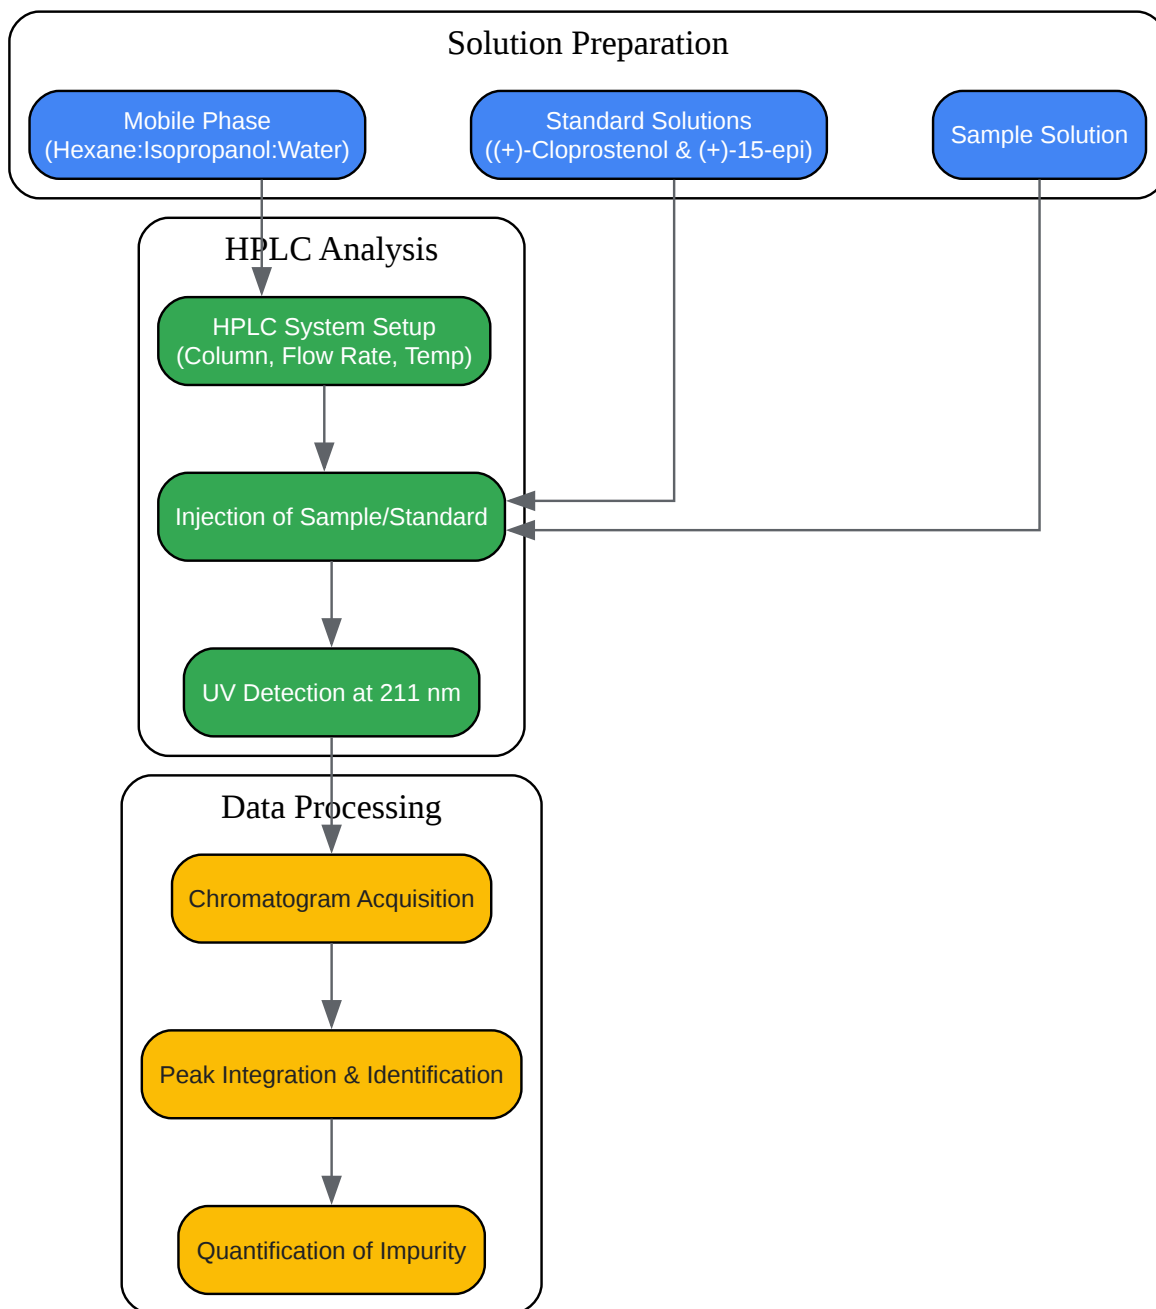 Solution Preparation
Mobile Phase
(Hexane:Isopropanol:Water)
Standard Solutions
((+)-Cloprostenol & (+)-15-epi)
Sample Solution
HPLC Analysis
HPLC System Setup
(Column, Flow Rate, Temp)
Injection of Sample/Standard
UV Detection at 211 nm
Data Processing
Chromatogram Acquisition
Peak Integration & Identification
Quantification of Impurity